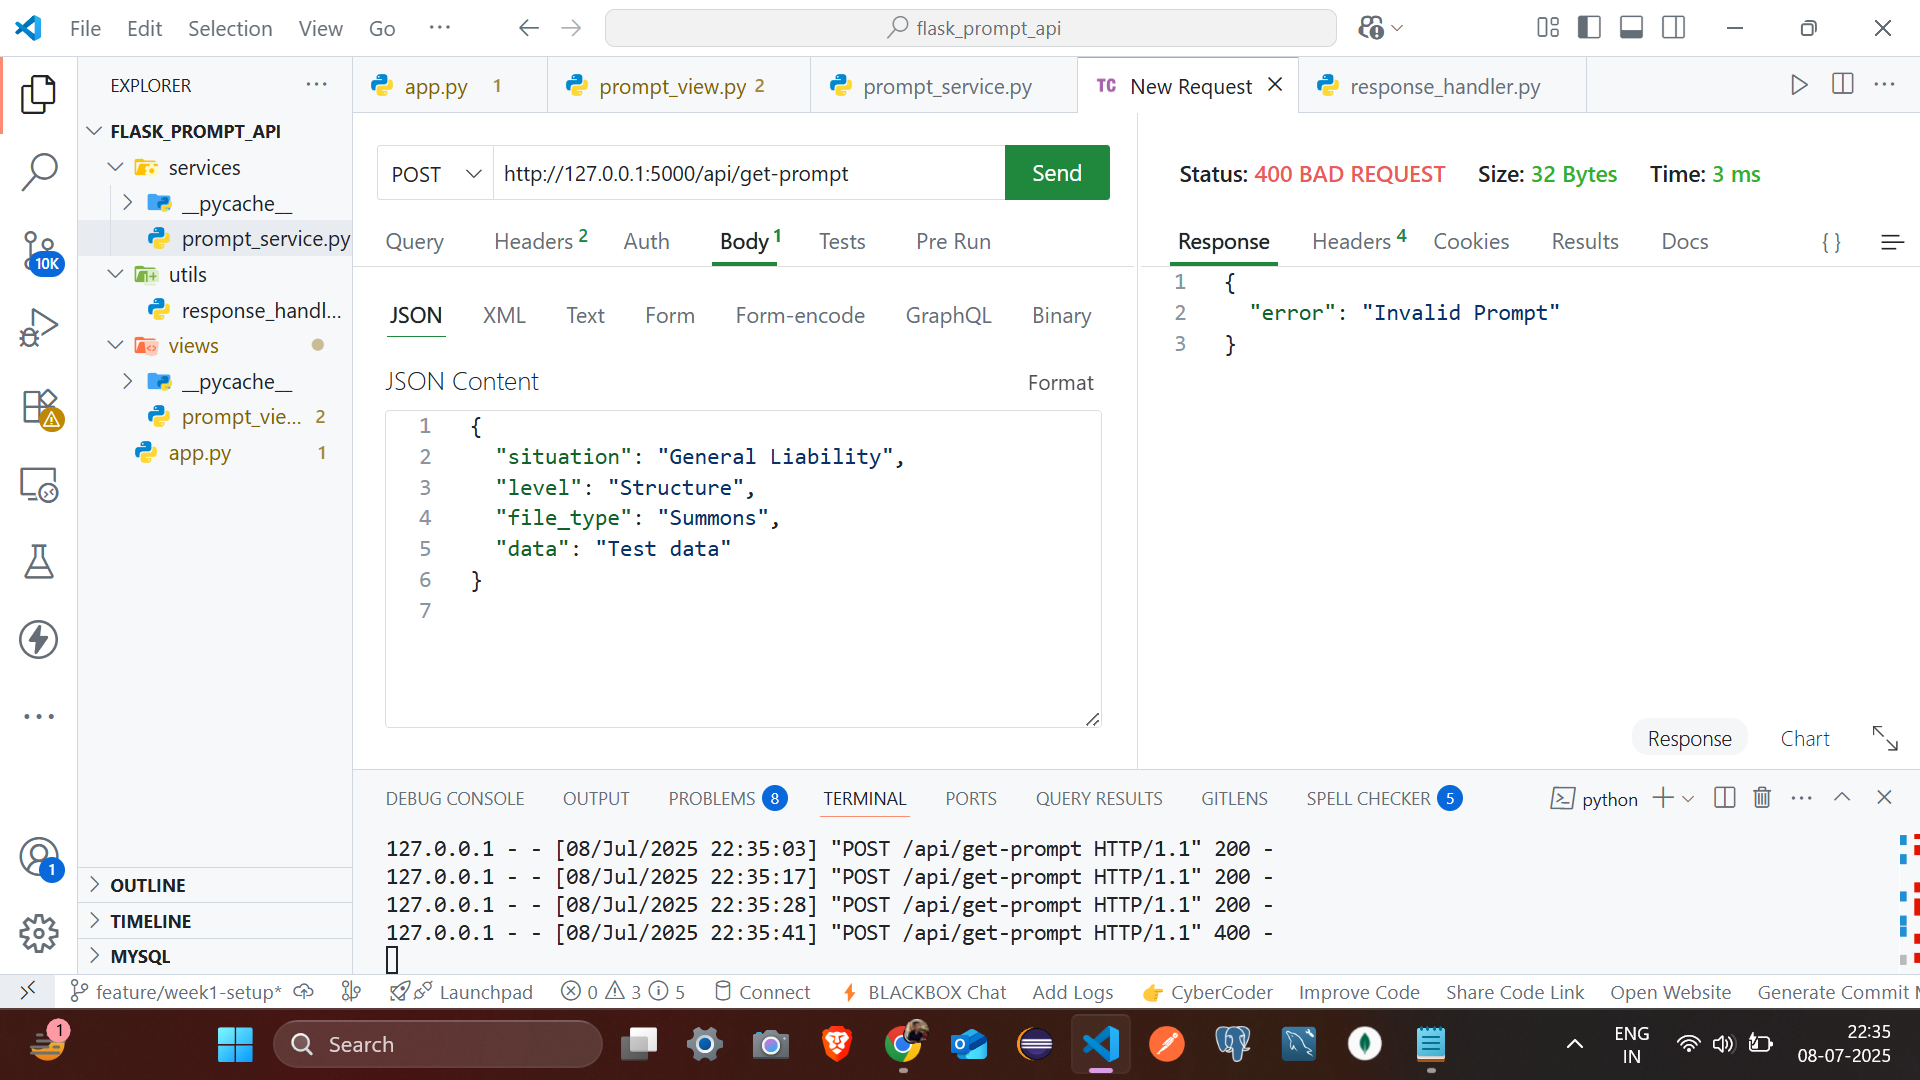 File Edit Selection View Go ··· flask_prompt_api
EXPLORER
FLASK_PROMPT_API
services
__pycache__
prompt_service.py
utils
response_handl...
views
__pycache__
prompt_vie... 2
app.py 1
OUTLINE
TIMELINE
MYSQL
10K
1
app.py 1 prompt_view.py 2 prompt_service.py TC New Request response_handler.py
POST http://127.0.0.1:5000/api/get-prompt Send
Query Headers 2 Auth Body 1 Tests Pre Run
JSON XML Text Form Form-encode GraphQL Binary
JSON Content Format
1 {
2 "situation": "General Liability",
3 "level": "Structure",
4 "file_type": "Summons",
5 "data": "Test data"
6 }
7
Status: 400 BAD REQUEST Size: 32 Bytes Time: 3 ms
Response Headers 4 Cookies Results Docs { }
1 {
2 "error": "Invalid Prompt"
3 }
Response Chart
DEBUG CONSOLE OUTPUT PROBLEMS 8 TERMINAL PORTS QUERY RESULTS GITLENS SPELL CHECKER 5 python
127.0.0.1 - - [08/Jul/2025 22:35:03] "POST /api/get-prompt HTTP/1.1" 200 -
127.0.0.1 - - [08/Jul/2025 22:35:17] "POST /api/get-prompt HTTP/1.1" 200 -
127.0.0.1 - - [08/Jul/2025 22:35:28] "POST /api/get-prompt HTTP/1.1" 200 -
127.0.0.1 - - [08/Jul/2025 22:35:41] "POST /api/get-prompt HTTP/1.1" 400 -
feature/week1-setup* Launchpad 0 3 5 Connect BLACKBOX Chat Add Logs CyberCoder Improve Code Share Code Link Open Website Generate Commit M
1 Search ENG 22:35
IN 08-07-2025